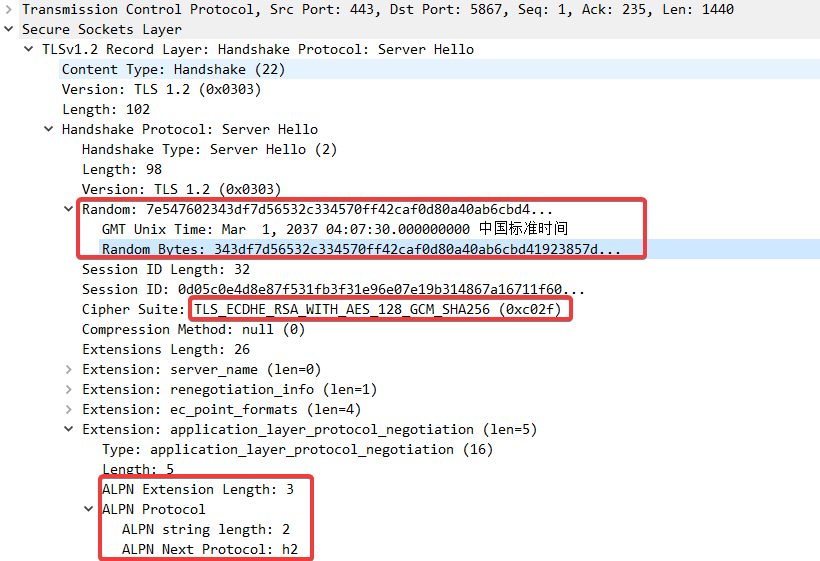 Transmission Control Protocol, Src Port: 443, Dst Port: 5867, Seq: 1, Ack: 235, Len: 1440
Secure Sockets Layer
TLSv1.2 Record Layer: Handshake Protocol: Server Hello
Content Type: Handshake (22)
Version: TLS 1.2 (0x0303)
Length: 102
Handshake Protocol: Server Hello
Handshake Type: Server Hello (2)
Length: 98
Version: TLS 1.2 (0x0303)
Random: 7e547602343df7d56532c334570ff42caf0d80a40ab6cbd4...
GMT Unix Time: Mar  1, 2037 04:07:30.000000000 中国标准时间
Random Bytes: 343df7d56532c334570ff42caf0d80a40ab6cbd41923857d...
Session ID Length: 32
Session ID: 0d05c0e4d8e87f531fb3f31e96e07e19b314867a16711f60...
Cipher Suite: TLS_ECDHE_RSA_WITH_AES_128_GCM_SHA256 (0xc02f)
Compression Method: null (0)
Extensions Length: 26
Extension: server_name (len=0)
Extension: renegotiation_info (len=1)
Extension: ec_point_formats (len=4)
Extension: application_layer_protocol_negotiation (len=5)
Type: application_layer_protocol_negotiation (16)
Length: 5
ALPN Extension Length: 3
ALPN Protocol
ALPN string length: 2
ALPN Next Protocol: h2